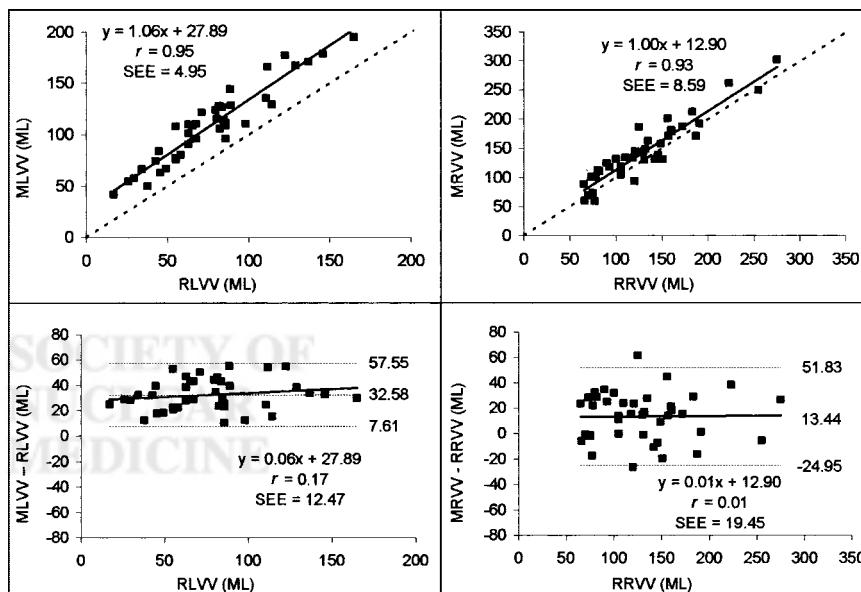 y = 1.06x + 27.89
r = 0.95
SEE = 4.95
MLVV (ML)
200
150
100
50
0
0 50 100 150 200
RLVV (ML)
y = 1.00x + 12.90
r = 0.93
SEE = 8.59
MRVV (ML)
350
300
250
200
150
100
50
0
0 50 100 150 200 250 300 350
RRVV (ML)
SOCIETY OF
NUCLEAR
MEDICINE
MLVV – RLVV (ML)
80
60
40
20
0
-20
-40
-60
-80
57.55
32.58
7.61
y = 0.06x + 27.89
r = 0.17
SEE = 12.47
0 50 100 150 200
RLVV (ML)
MRVV - RRVV (ML)
80
60
40
20
0
-20
-40
-60
-80
51.83
13.44
-24.95
y = 0.01x + 12.90
r = 0.01
SEE = 19.45
0 50 100 150 200 250 300 350
RRVV (ML)